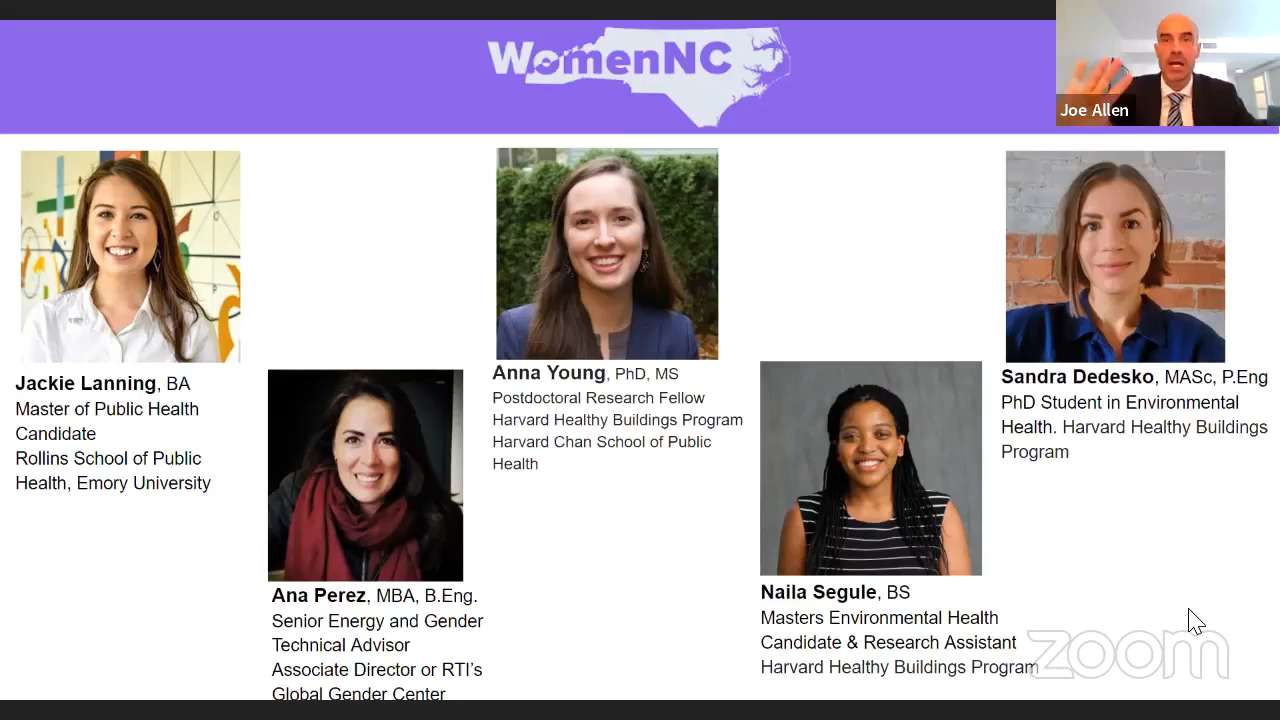 WomenNC
Joe Allen
Jackie Lanning, BA
Master of Public Health
Candidate
Rollins School of Public
Health, Emory University
Ana Perez, MBA, B.Eng.
Senior Energy and Gender
Technical Advisor
Associate Director or RTI's
Global Gender Center
Anna Young, PhD, MS
Postdoctoral Research Fellow
Harvard Healthy Buildings Program
Harvard Chan School of Public
Health
Naila Segule, BS
Masters Environmental Health
Candidate & Research Assistant
Harvard Healthy Buildings Program
Sandra Dedesko, MASc, P.Eng
PhD Student in Environmental
Health. Harvard Healthy Buildings
Program
zoom